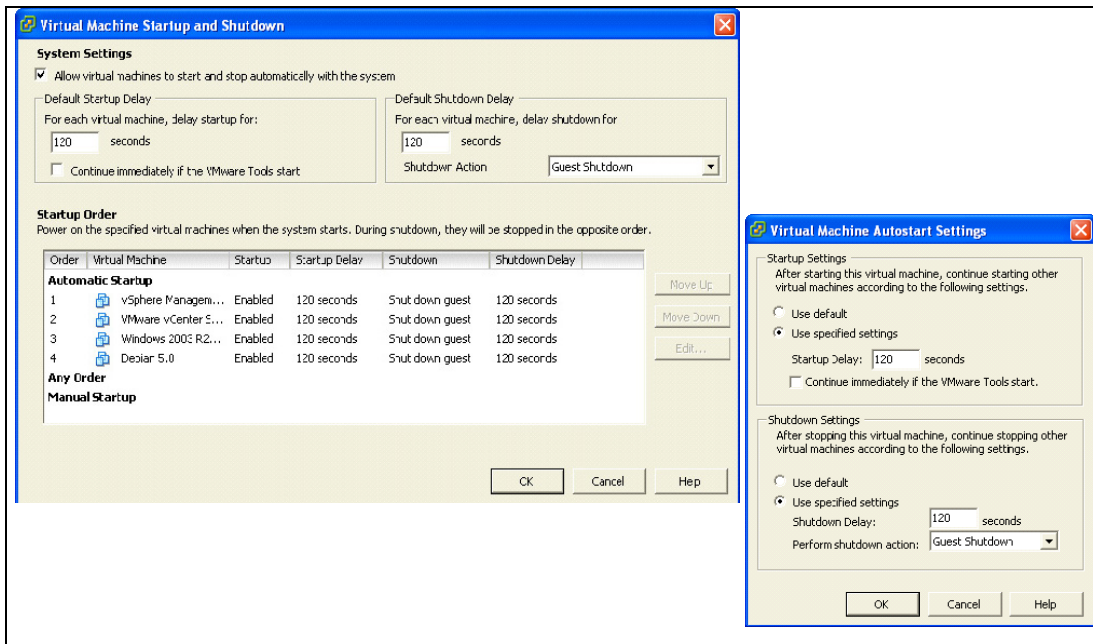 Virtual Machine Startup and Shutdown
System Settings
Allow virtual machines to start and stop automatically with the system
Default Startup Delay
For each virtual machine, delay startup for:
120 seconds
Continue immediately if the VMware Tools start
Default Shutdown Delay
For each virtual machine, delay shutdown for
120 seconds
Shutdown Action Guest Shutdown
Startup Order
Power on the specified virtual machines when the system starts. During shutdown, they will be stopped in the opposite order.
Order Virtual Machine Startup Startup Delay Shutdown Shutdown Delay
Automatic Startup
1 vSphere Managem... Enabled 120 seconds Shut down guest 120 seconds
2 VMware vCenter S... Enabled 120 seconds Shut down guest 120 seconds
3 Windows 2003 R2... Enabled 120 seconds Shut down guest 120 seconds
4 Debian 5.0 Enabled 120 seconds Shut down guest 120 seconds
Any Order
Manual Startup
Move Up
Move Down
Edit...
OK Cancel Help
Virtual Machine Autostart Settings
Startup Settings
After starting this virtual machine, continue starting other
virtual machines according to the following settings.
Use default
Use specified settings
Startup Delay: 120 seconds
Continue immediately if the VMware Tools start.
Shutdown Settings
After stopping this virtual machine, continue stopping other
virtual machines according to the following settings.
Use default
Use specified settings
Shutdown Delay: 120 seconds
Perform shutdown action: Guest Shutdown
OK Cancel Help